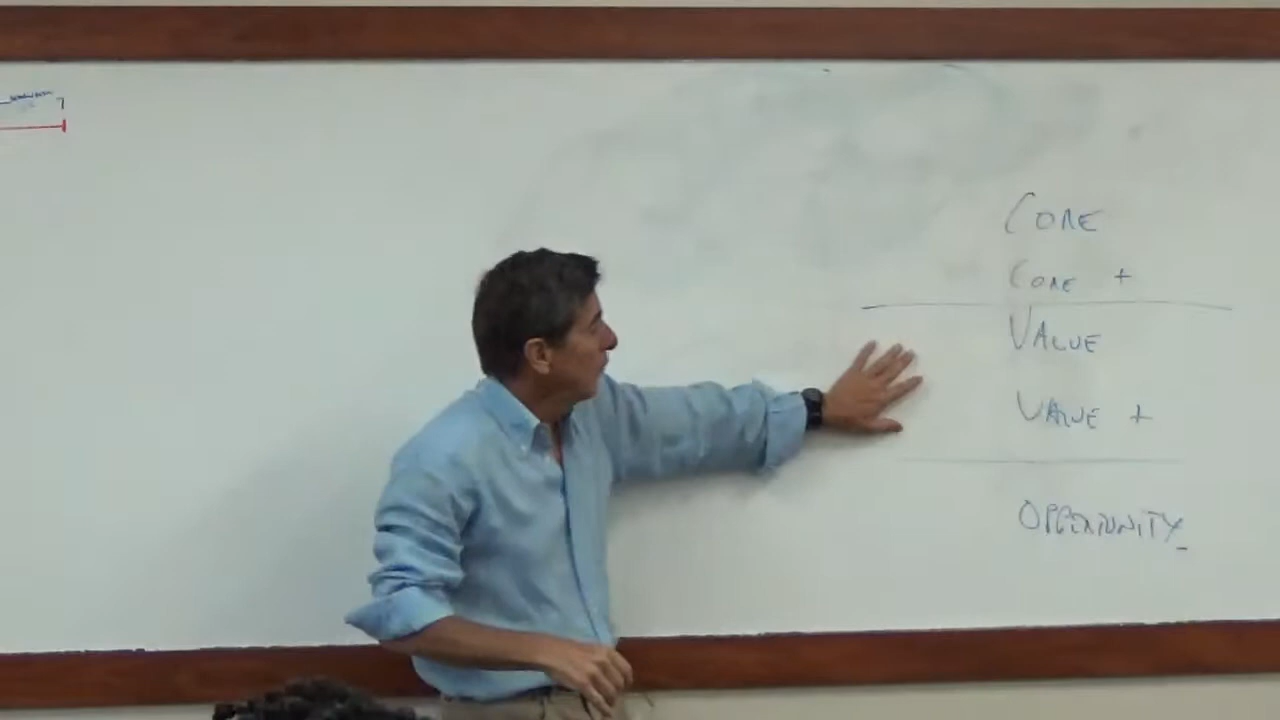 CORE
CORE +
VALUE
VALUE +
OPPORTUNITY